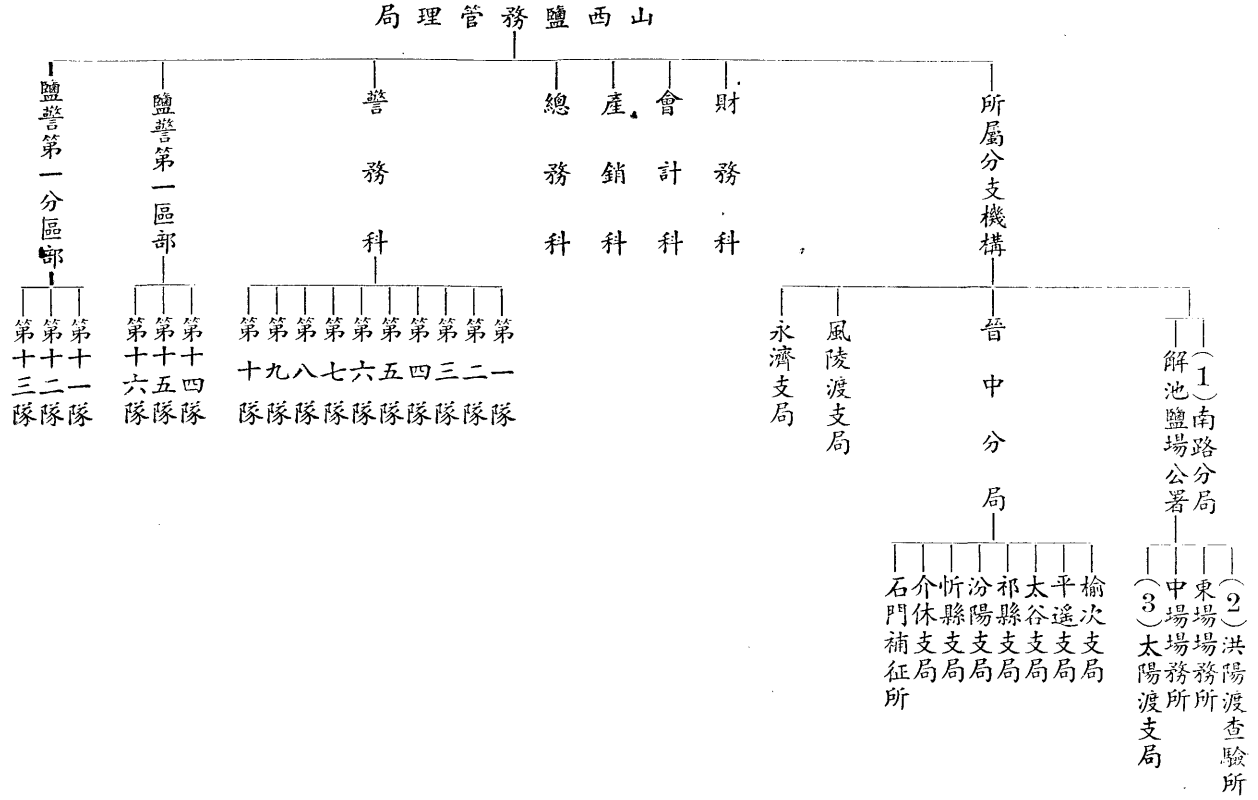 山西鹽務管理局
所屬分支機構
財務科
會計科
產銷科
總務科
警務科
鹽警第一區部
鹽警第一分區部
(1)南路分局
解池鹽場公署
晉中分局
風陵渡支局
永濟支局
第一隊
第二隊
第三隊
第四隊
第五隊
第六隊
第七隊
第八隊
第九隊
第十隊
第十四隊
第十五隊
第十六隊
第十一隊
第十二隊
第十三隊
(2)洪陽渡查驗所
東場場務所
中場場務所
(3)太陽渡支局
榆次支局
平遙支局
太谷支局
祁縣支局
汾陽支局
忻縣支局
介休支局
石門補征所